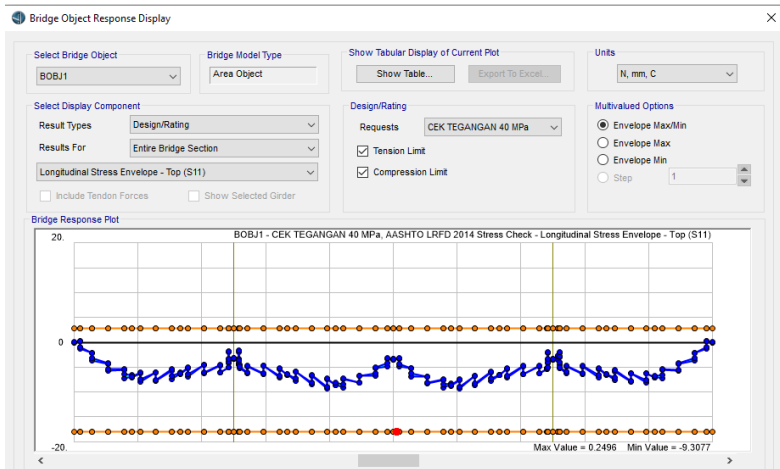 Bridge Object Response Display
Select Bridge Object
BOBJ1
Bridge Model Type
Area Object
Show Tabular Display of Current Plot
Show Table...
Export To Excel...
Units
N, mm, C
Select Display Component
Result Types
Design/Rating
Results For
Entire Bridge Section
Longitudinal Stress Envelope - Top (S11)
Include Tendon Forces
Show Selected Girder
Design/Rating
Requests
CEK TEGANGAN 40 MPa
Tension Limit
Compression Limit
Multivalued Options
Envelope Max/Min
Envelope Max
Envelope Min
Step
1
Bridge Response Plot
20.
BOBJ1 - CEK TEGANGAN 40 MPa, AASHTO LRFD 2014 Stress Check - Longitudinal Stress Envelope - Top (S11)
0
-20.
Max Value = 0.2496 Min Value = -9.3077